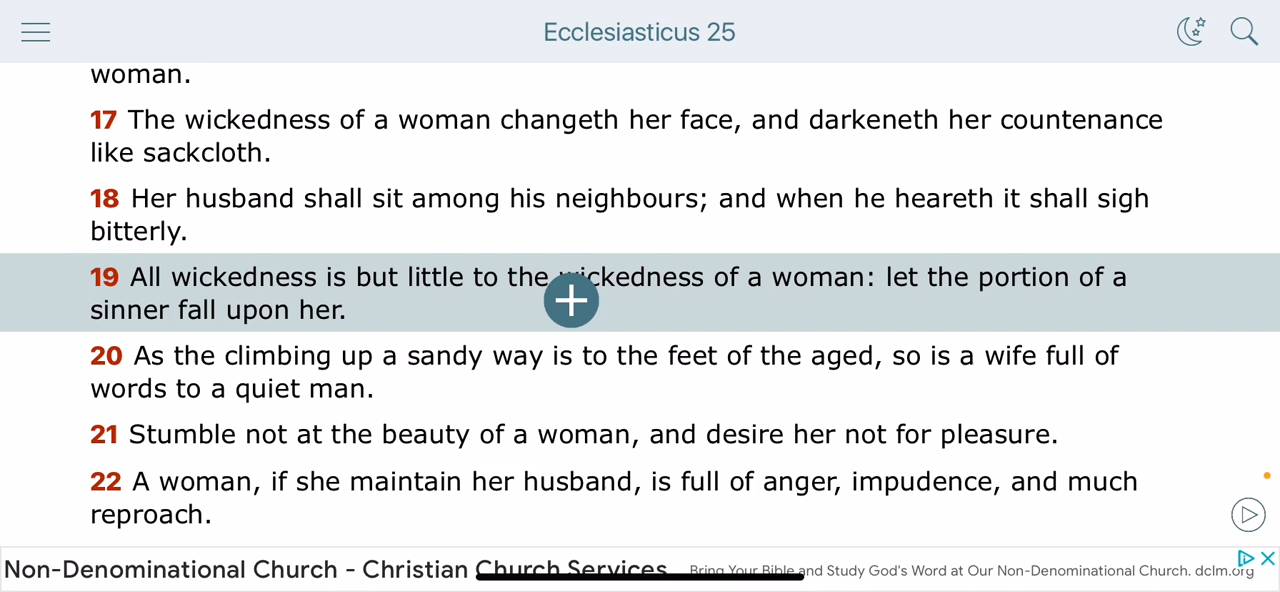 Ecclesiasticus 25
woman.
17 The wickedness of a woman changeth her face, and darkeneth her countenance
like sackcloth.
18 Her husband shall sit among his neighbours; and when he heareth it shall sigh
bitterly.
19 All wickedness is but little to the wickedness of a woman: let the portion of a
sinner fall upon her.
20 As the climbing up a sandy way is to the feet of the aged, so is a wife full of
words to a quiet man.
21 Stumble not at the beauty of a woman, and desire her not for pleasure.
22 A woman, if she maintain her husband, is full of anger, impudence, and much
reproach.
Non-Denominational Church - Christian Church Services
Bring Your Bible and Study God's Word at Our Non-Denominational Church. dclm.org